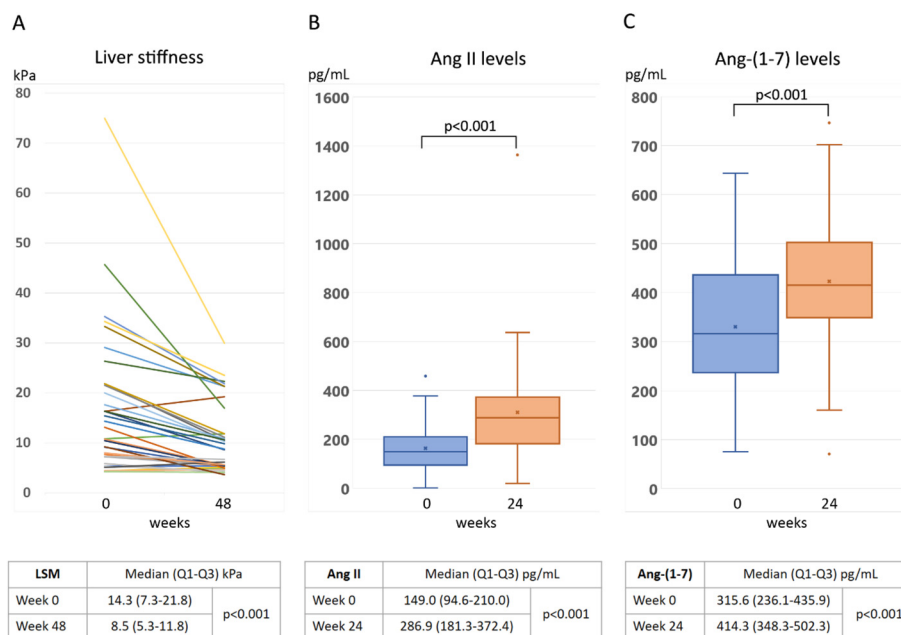 A
Liver stiffness
kPa
80
70
60
50
40
30
20
10
0
0 48
weeks
LSM Median (Q1-Q3) kPa
Week 0 14.3 (7.3-21.8) p<0.001
Week 48 8.5 (5.3-11.8)
B
Ang II levels
pg/mL
1600
1400
1200
1000
800
600
400
200
0
p<0.001
0 24
weeks
Ang II Median (Q1-Q3) pg/mL
Week 0 149.0 (94.6-210.0) p<0.001
Week 24 286.9 (181.3-372.4)
C
Ang-(1-7) levels
pg/mL
800
700
600
500
400
300
200
100
0
p<0.001
0 24
weeks
Ang-(1-7) Median (Q1-Q3) pg/mL
Week 0 315.6 (236.1-435.9) p<0.001
Week 24 414.3 (348.3-502.3)